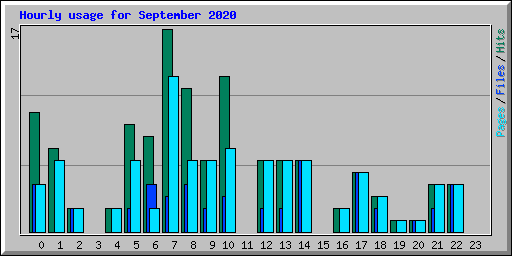 Hourly usage for September 2020
17
Pages/Files/Hits
0 1 2 3 4 5 6 7 8 9 10 11 12 13 14 15 16 17 18 19 20 21 22 23